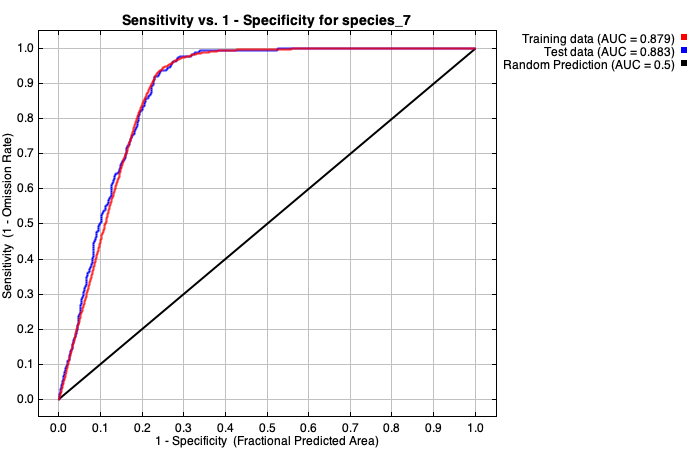 Sensitivity vs. 1 - Specificity for species_7
Training data (AUC = 0.879)
Test data (AUC = 0.883)
Random Prediction (AUC = 0.5)
Sensitivity (1 - Omission Rate)
1.0
0.9
0.8
0.7
0.6
0.5
0.4
0.3
0.2
0.1
0.0
0.0 0.1 0.2 0.3 0.4 0.5 0.6 0.7 0.8 0.9 1.0
1 - Specificity (Fractional Predicted Area)